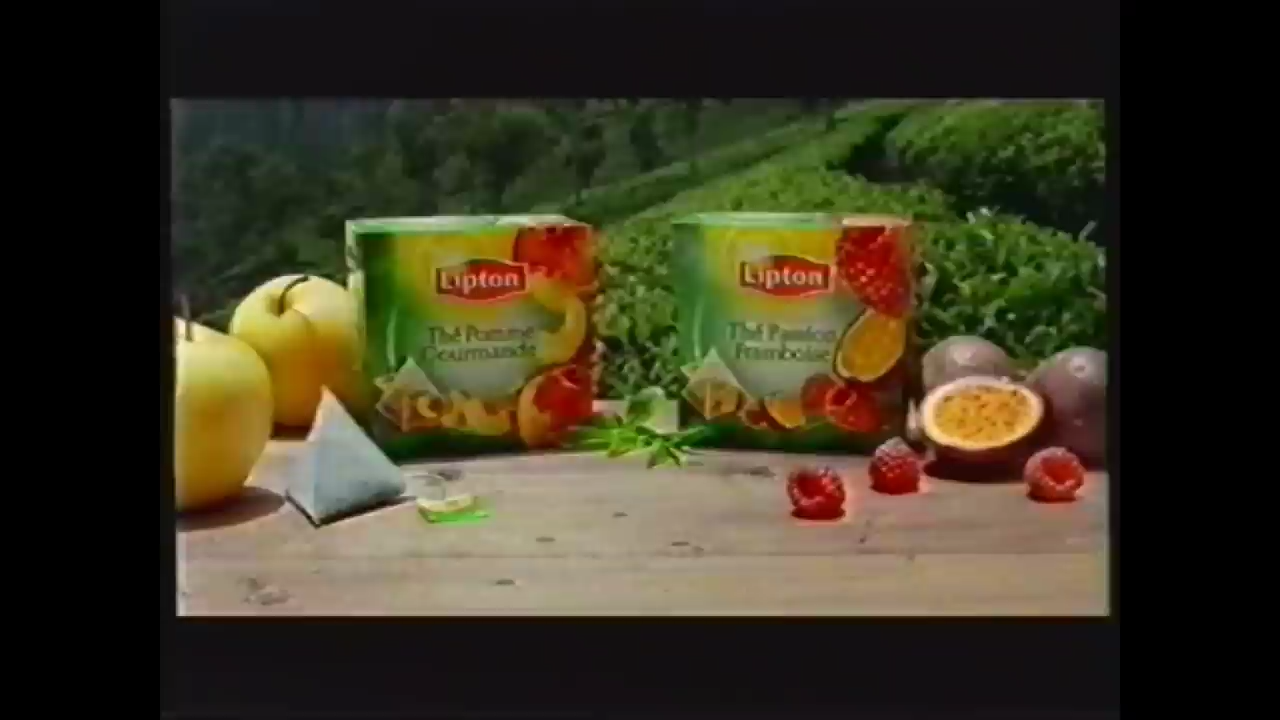 Lipton
Thé Pomme
Gourmande
Lipton
Thé Passion
Framboise